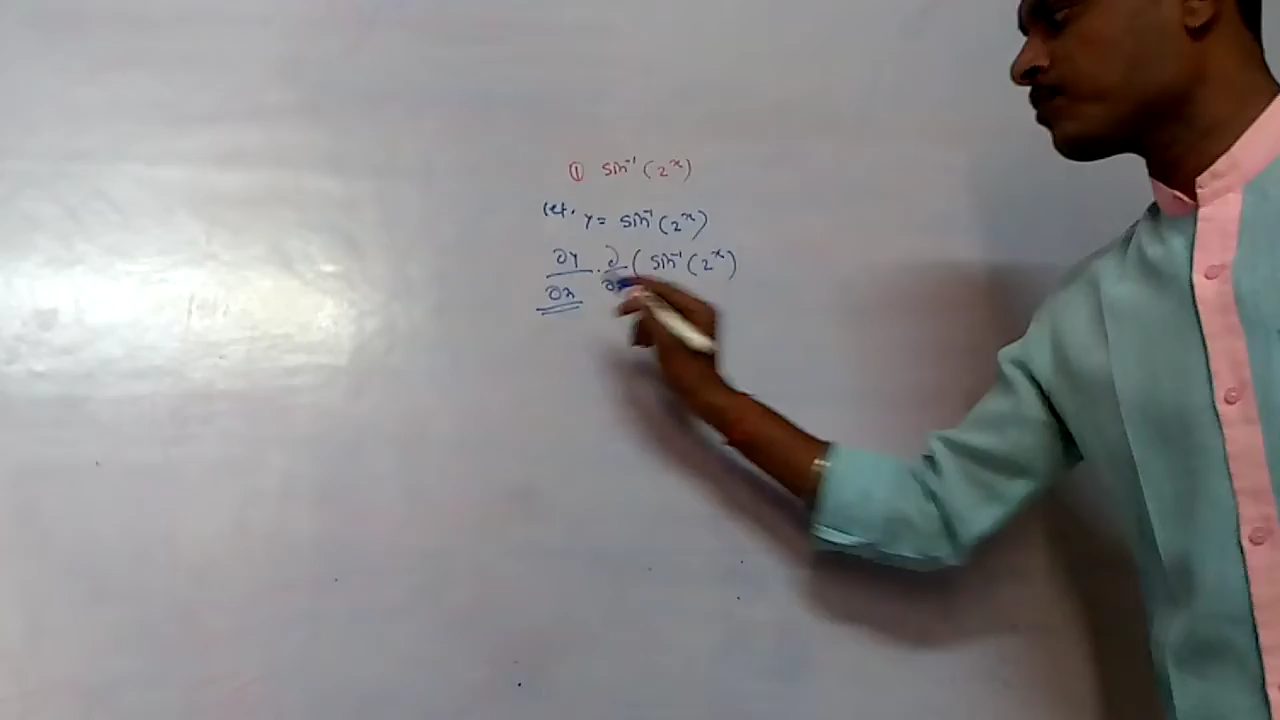 ① sin⁻¹ (2ˣ)
let. y = sin⁻¹ (2ˣ)
∂y/∂x . ∂/∂x ( sin⁻¹ (2ˣ)